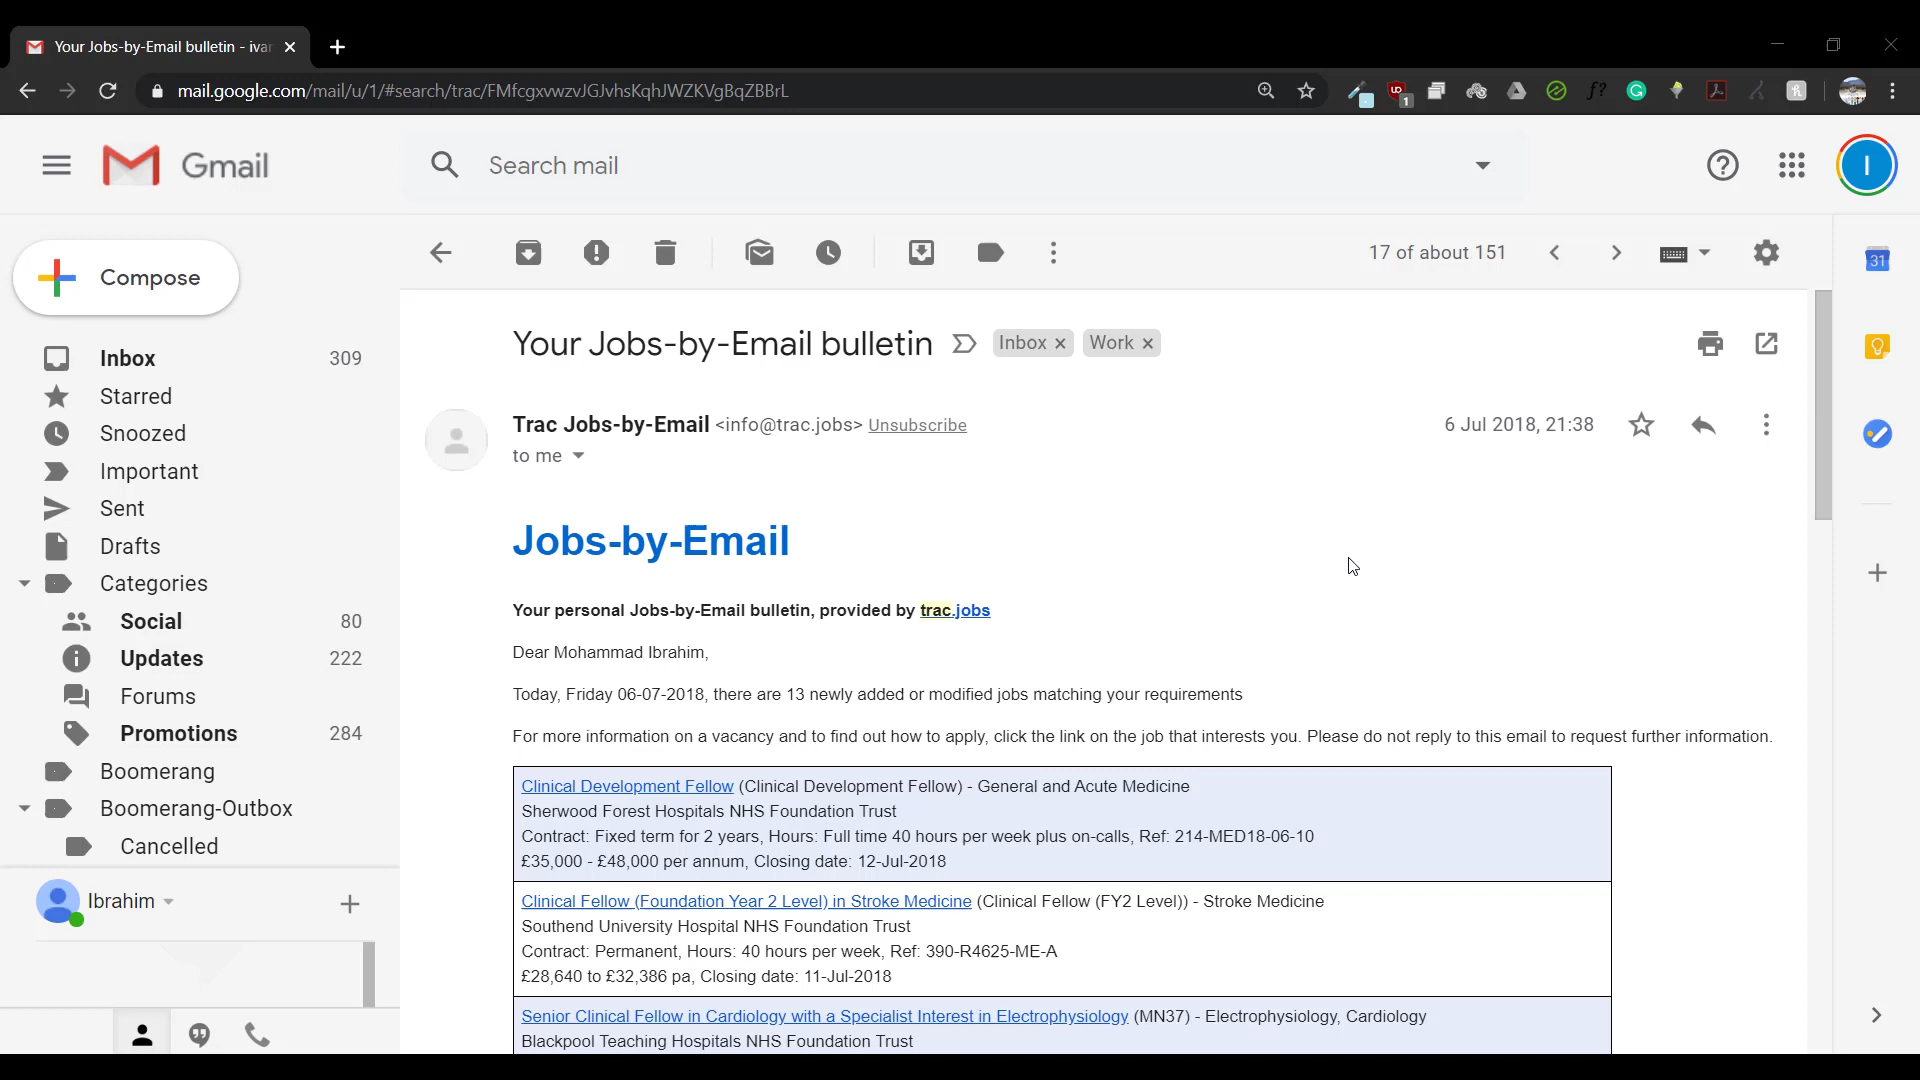 Your Jobs-by-Email bulletin - ivan
mail.google.com/mail/u/1/#search/trac/FMfcgxvwzvJGJvhsKqhJWZKVgBqZBBrL
Gmail
Search mail
I
Compose
17 of about 151
31
Your Jobs-by-Email bulletin
Inbox ×
Work ×
Inbox 309
Starred
Snoozed
Important
Sent
Drafts
Categories
Social 80
Updates 222
Forums
Promotions 284
Boomerang
Boomerang-Outbox
Cancelled
Ibrahim
Trac Jobs-by-Email <info@trac.jobs> Unsubscribe
6 Jul 2018, 21:38
to me
Jobs-by-Email
Your personal Jobs-by-Email bulletin, provided by trac.jobs
Dear Mohammad Ibrahim,
Today, Friday 06-07-2018, there are 13 newly added or modified jobs matching your requirements
For more information on a vacancy and to find out how to apply, click the link on the job that interests you. Please do not reply to this email to request further information.
Clinical Development Fellow (Clinical Development Fellow) - General and Acute Medicine
Sherwood Forest Hospitals NHS Foundation Trust
Contract: Fixed term for 2 years, Hours: Full time 40 hours per week plus on-calls, Ref: 214-MED18-06-10
£35,000 - £48,000 per annum, Closing date: 12-Jul-2018
Clinical Fellow (Foundation Year 2 Level) in Stroke Medicine (Clinical Fellow (FY2 Level)) - Stroke Medicine
Southend University Hospital NHS Foundation Trust
Contract: Permanent, Hours: 40 hours per week, Ref: 390-R4625-ME-A
£28,640 to £32,386 pa, Closing date: 11-Jul-2018
Senior Clinical Fellow in Cardiology with a Specialist Interest in Electrophysiology (MN37) - Electrophysiology, Cardiology
Blackpool Teaching Hospitals NHS Foundation Trust